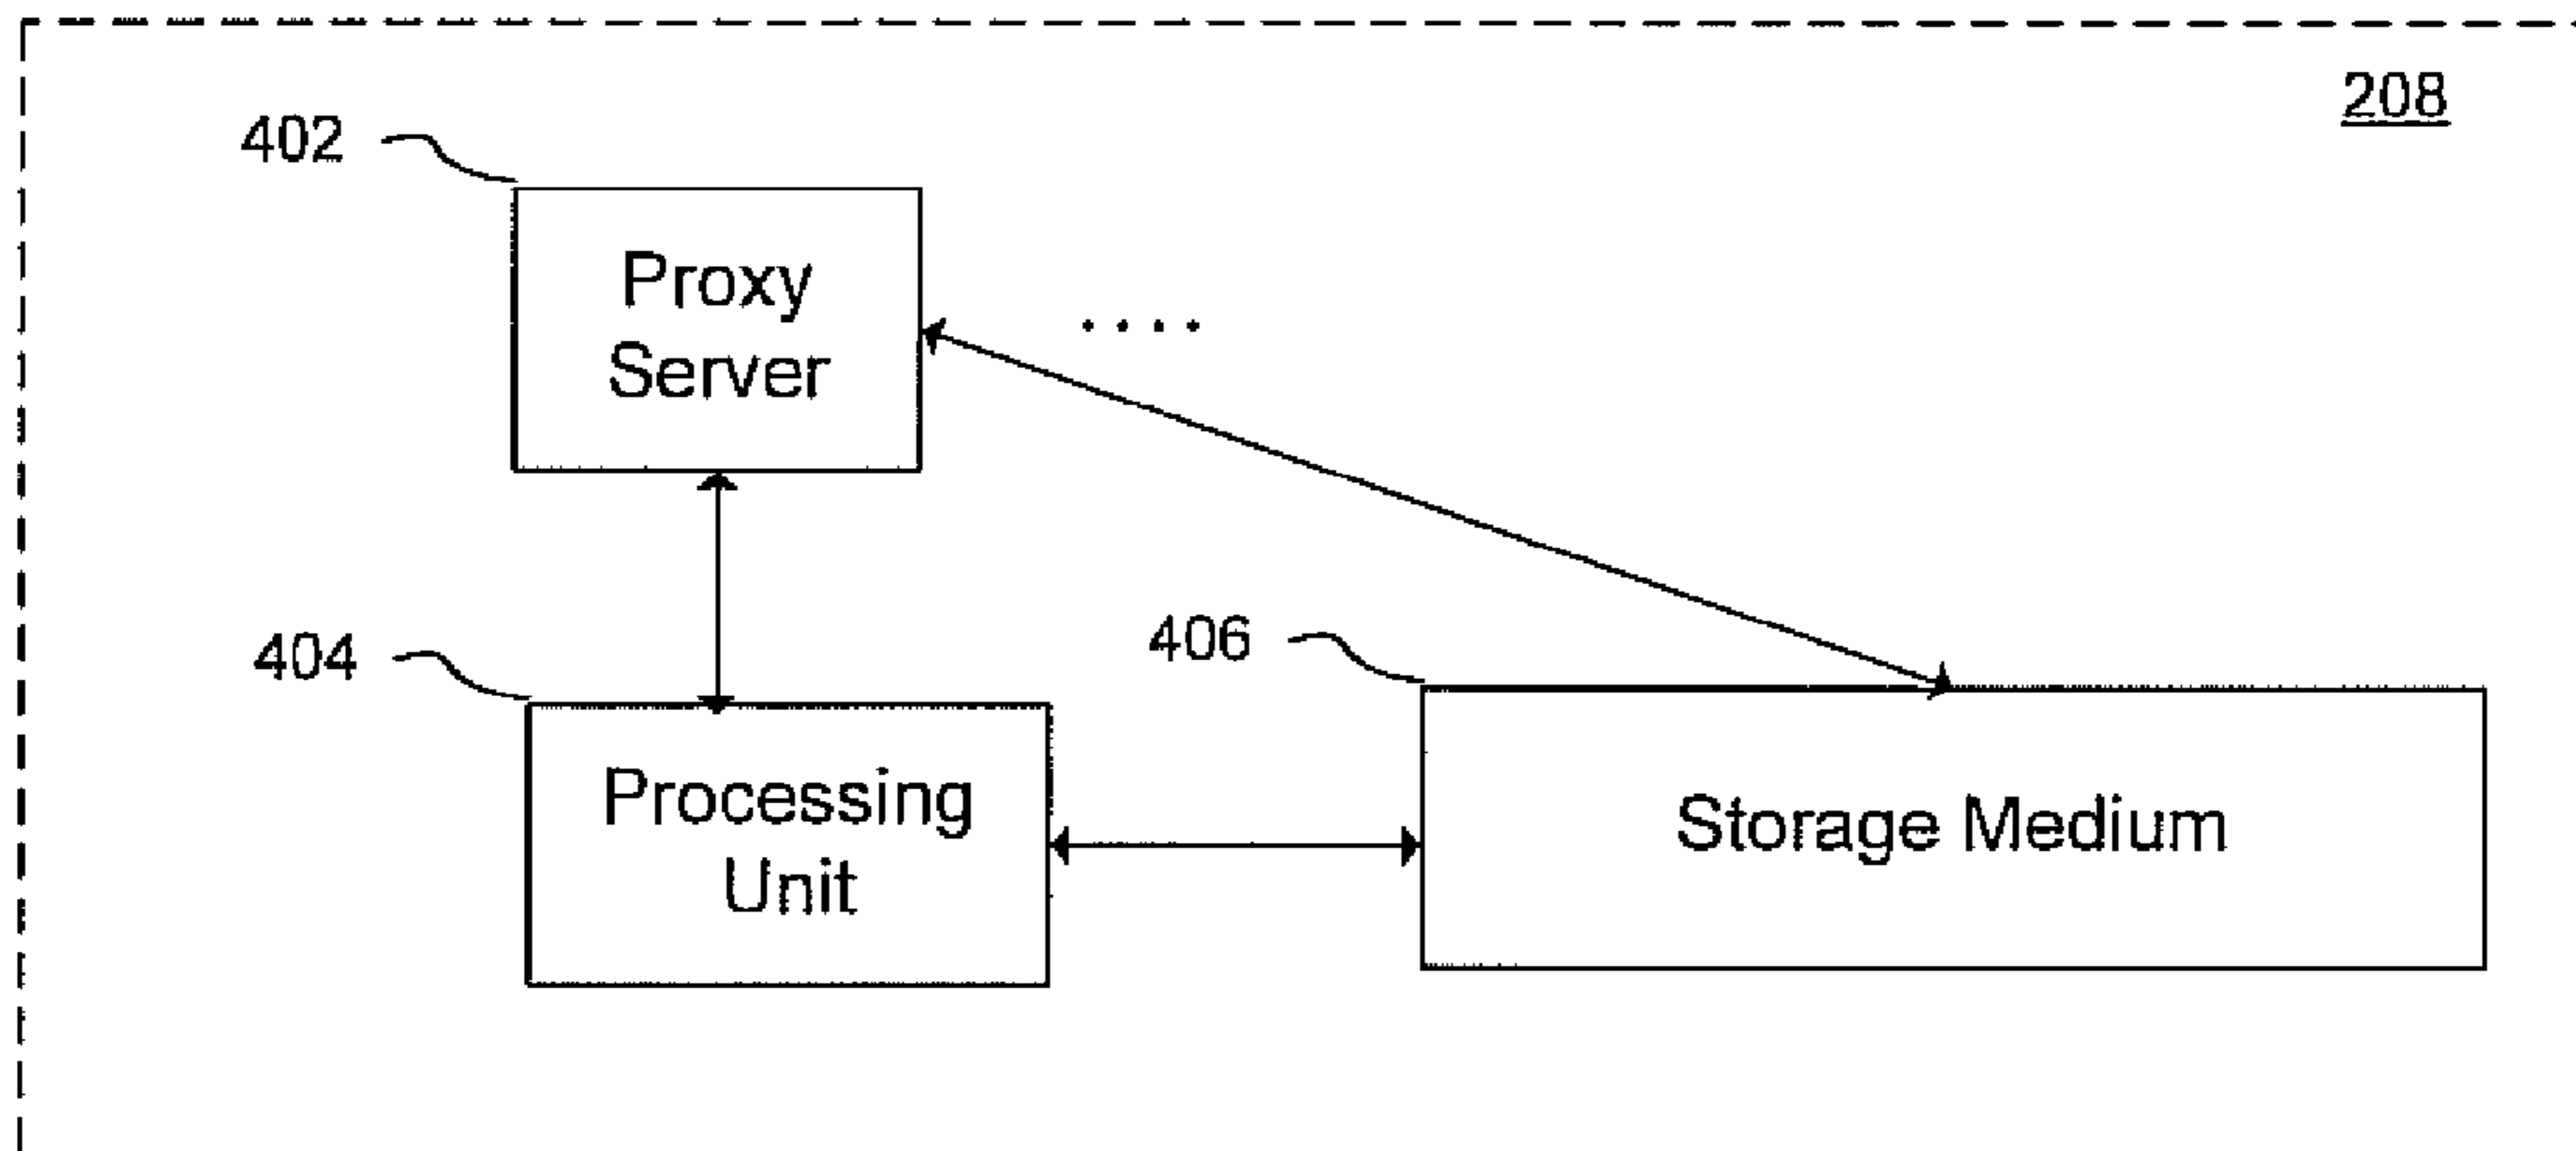 208
402
Proxy
Server
....
404
406
Processing
Unit
Storage Medium